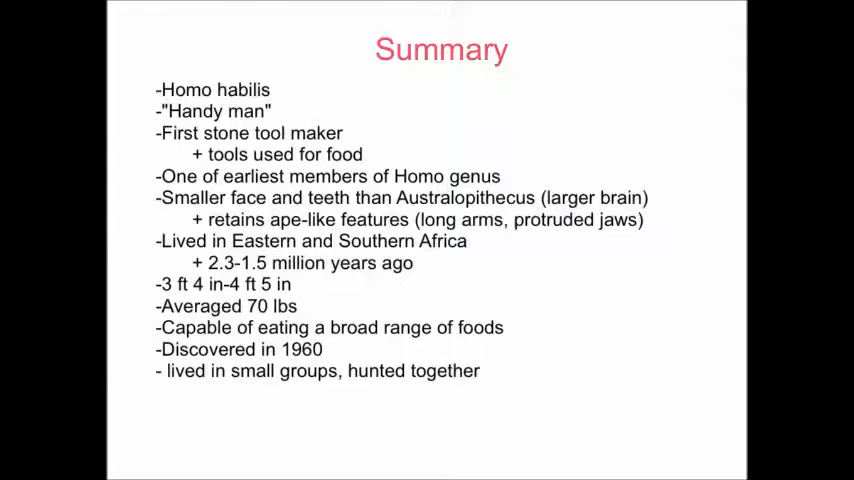 Summary
-Homo habilis
-"Handy man"
-First stone tool maker
+ tools used for food
-One of earliest members of Homo genus
-Smaller face and teeth than Australopithecus (larger brain)
+ retains ape-like features (long arms, protruded jaws)
-Lived in Eastern and Southern Africa
+ 2.3-1.5 million years ago
-3 ft 4 in-4 ft 5 in
-Averaged 70 lbs
-Capable of eating a broad range of foods
-Discovered in 1960
- lived in small groups, hunted together